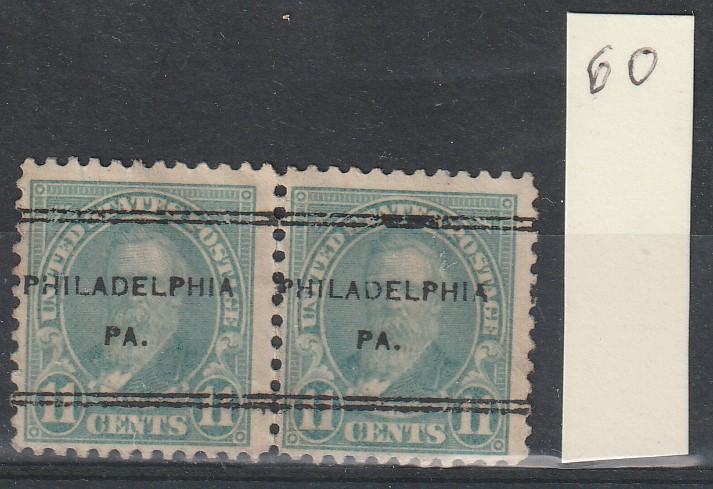 60
UNITED STATES POSTAGE
PHILADELPHIA
PA.
11 CENTS 11
UNITED STATES POSTAGE
PHILADELPHIA
PA.
11 CENTS 11